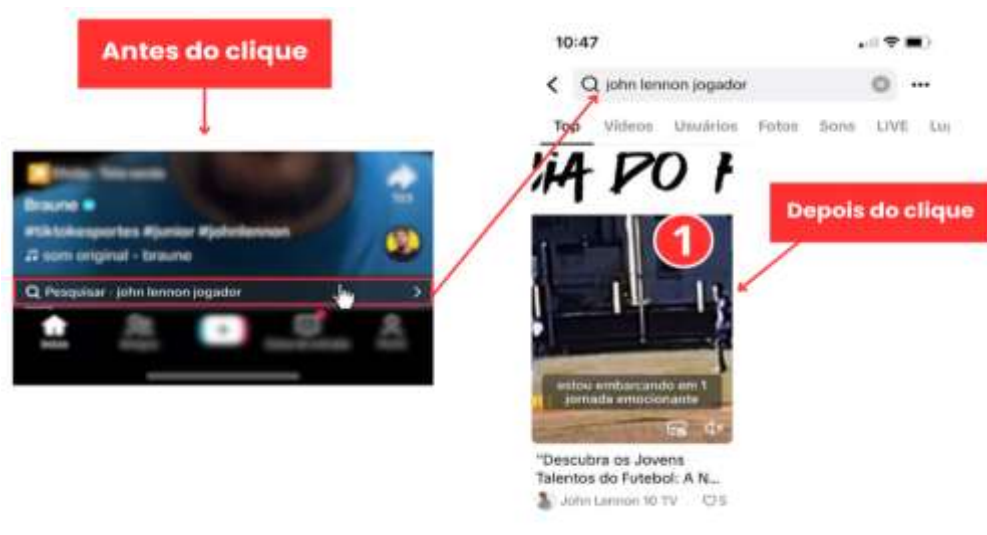 Antes do clique
Braune
#tiktokesportes #junior #johnlennon
som original - braune
Pesquisar · john lennon jogador
Início
10:47
john lennon jogador
Top Vídeos Usuários Fotos Sons LIVE Lu
IA DO
1
Depois do clique
estou embarcando em 1
jornada emocionante
"Descubra os Jovens
Talentos do Futebol: A N...
John Lennon 10 TV 5